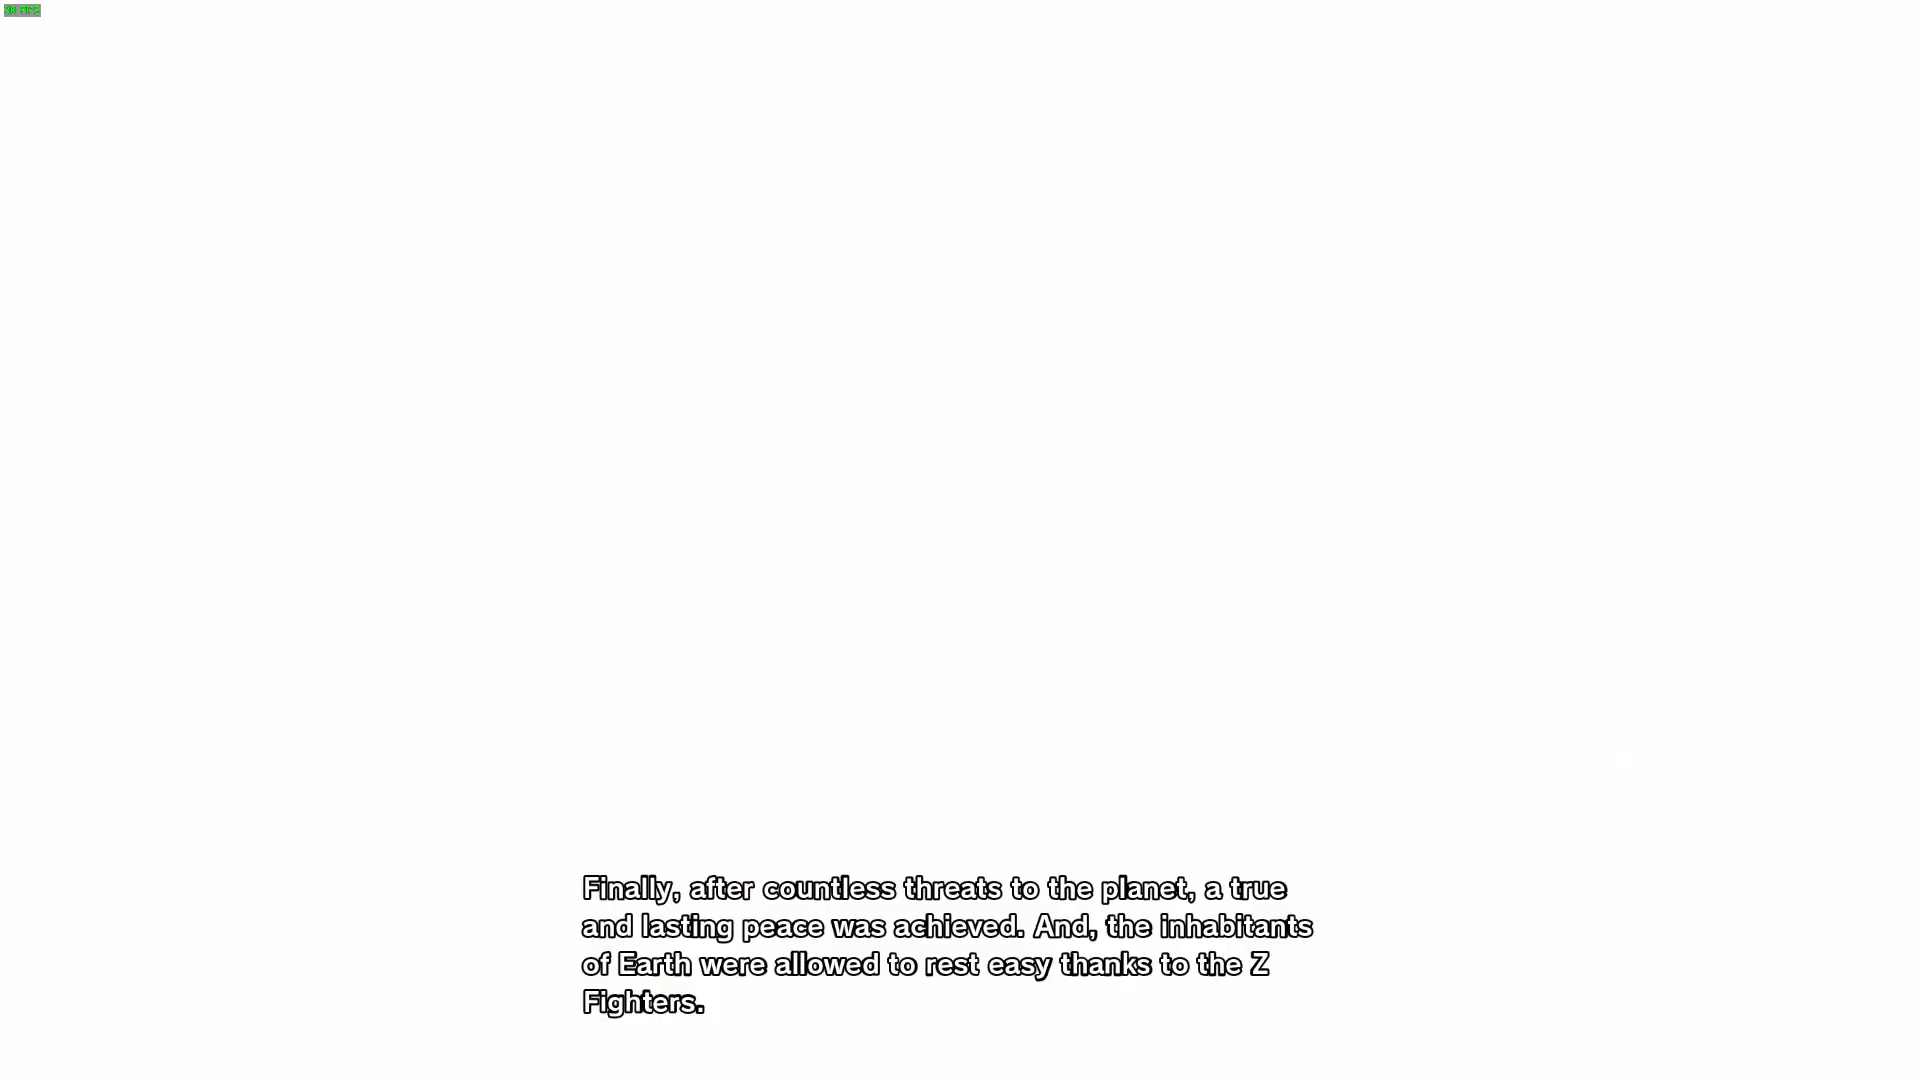 Finally, after countless threats to the planet, a true
and lasting peace was achieved. And, the inhabitants
of Earth were allowed to rest easy thanks to the Z
Fighters.